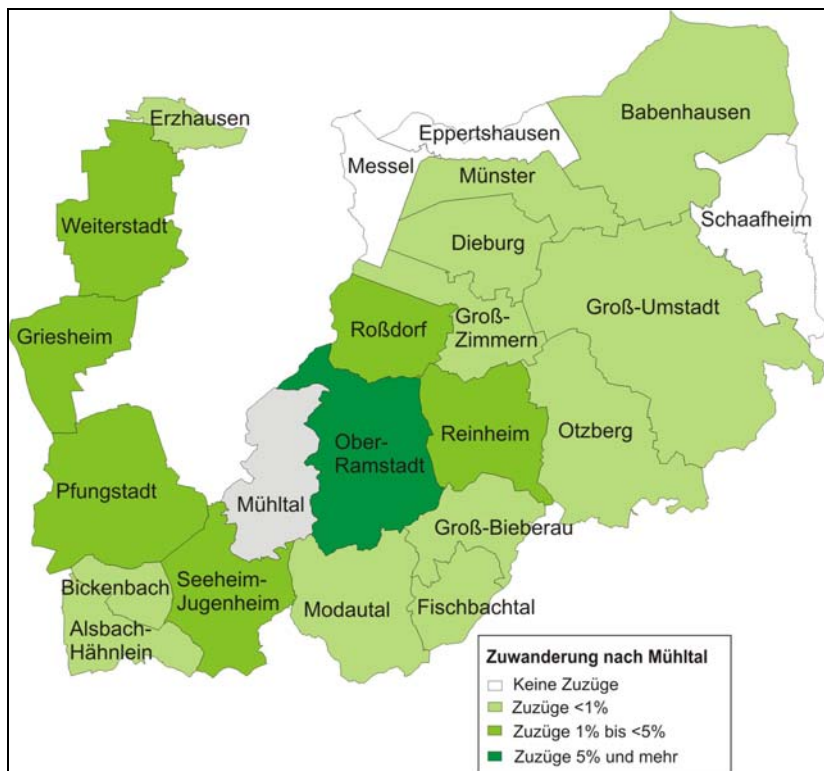 Erzhausen
Babenhausen
Eppertshausen
Messel
Münster
Schaafheim
Weiterstadt
Dieburg
Groß-Umstadt
Griesheim
Roßdorf
Groß-
Zimmern
Ober-
Ramstadt
Reinheim
Otzberg
Pfungstadt
Mühltal
Groß-Bieberau
Bickenbach
Seeheim-
Jugenheim
Modautal
Fischbachtal
Alsbach-
Hähnlein
Zuwanderung nach Mühltal
Keine Zuzüge
Zuzüge <1%
Zuzüge 1% bis <5%
Zuzüge 5% und mehr